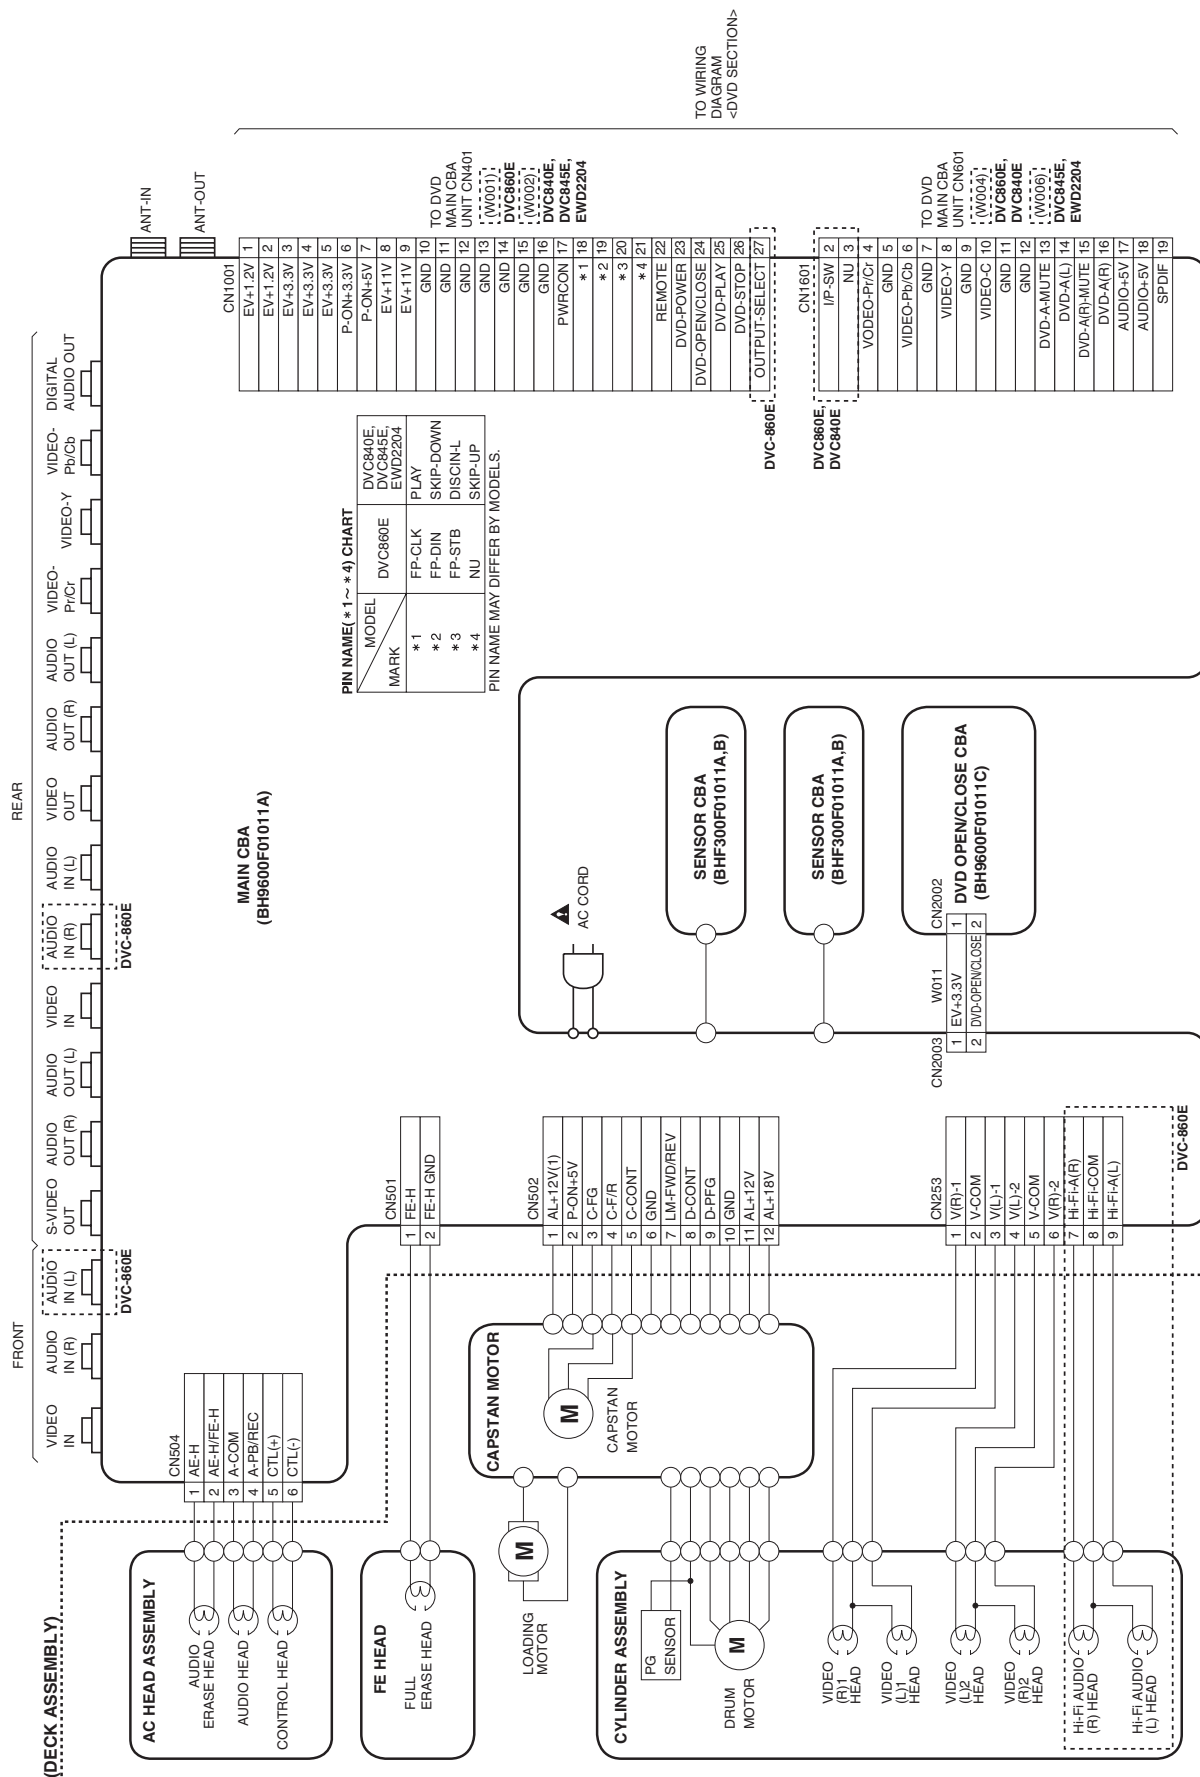 (DECK ASSEMBLY)
FRONT
REAR
VIDEO
IN
AUDIO
IN (R)
AUDIO
IN (L)
DVC-860E
S-VIDEO
OUT
AUDIO
OUT (R)
AUDIO
OUT (L)
VIDEO
IN
AUDIO
IN (R)
DVC-860E
AUDIO
IN (L)
VIDEO
OUT
AUDIO
OUT (R)
AUDIO
OUT (L)
VIDEO-
Pr/Cr
VIDEO-Y
VIDEO-
Pb/Cb
DIGITAL
AUDIO OUT
ANT-IN
ANT-OUT
AC HEAD ASSEMBLY
AUDIO
ERASE HEAD
AUDIO HEAD
CONTROL HEAD
CN504
1 AE-H
2 AE-H/FE-H
3 A-COM
4 A-PB/REC
5 CTL(+)
6 CTL(-)
MAIN CBA
(BH9600F01011A)
FE HEAD
FULL
ERASE HEAD
CN501
1 FE-H
2 FE-H GND
PIN NAME( *1~ *4) CHART
MODEL
MARK
DVC860E
DVC840E,
DVC845E,
EWD2204
*1 FP-CLK PLAY
*2 FP-DIN SKIP-DOWN
*3 FP-STB DISCIN-L
*4 NU SKIP-UP
PIN NAME MAY DIFFER BY MODELS.
CN1001
EV+1.2V 1
EV+1.2V 2
EV+3.3V 3
EV+3.3V 4
EV+3.3V 5
P-ON+3.3V 6
P-ON+5V 7
EV+11V 8
EV+11V 9
GND 10
GND 11
GND 12
GND 13
GND 14
GND 15
GND 16
PWRCON 17
*1 18
*2 19
*3 20
*4 21
REMOTE 22
DVD-POWER 23
DVD-OPEN/CLOSE 24
DVD-PLAY 25
DVD-STOP 26
OUTPUT-SELECT 27
DVC-860E
TO DVD
MAIN CBA
UNIT CN401
(W001)
DVC860E
(W002)
DVC840E,
DVC845E,
EWD2204
TO WIRING
DIAGRAM
<DVD SECTION>
LOADING
MOTOR
M
CAPSTAN MOTOR
M
CAPSTAN
MOTOR
CN502
1 AL+12V(1)
2 P-ON+5V
3 C-FG
4 C-F/R
5 C-CONT
6 GND
7 LM-FWD/REV
8 D-CONT
9 D-PFG
10 GND
11 AL+12V
12 AL+18V
AC CORD
SENSOR CBA
(BHF300F01011A,B)
SENSOR CBA
(BHF300F01011A,B)
CN2003 W011 CN2002
1 EV+3.3V 1
2 DVD-OPEN/CLOSE 2
DVD OPEN/CLOSE CBA
(BH9600F01011C)
CYLINDER ASSEMBLY
PG
SENSOR
DRUM
MOTOR
M
VIDEO
(R)1
HEAD
VIDEO
(L)1
HEAD
VIDEO
(L)2
HEAD
VIDEO
(R)2
HEAD
Hi-Fi AUDIO
(R) HEAD
Hi-Fi AUDIO
(L) HEAD
CN253
1 V(R)-1
2 V-COM
3 V(L)-1
4 V(L)-2
5 V-COM
6 V(R)-2
7 Hi-Fi-A(R)
8 Hi-Fi-COM
9 Hi-Fi-A(L)
DVC-860E
DVC860E,
DVC840E
CN1601
I/P-SW 2
NU 3
VODEO-Pr/Cr 4
GND 5
VIDEO-Pb/Cb 6
GND 7
VIDEO-Y 8
GND 9
VIDEO-C 10
GND 11
GND 12
DVD-A-MUTE 13
DVD-A(L) 14
DVD-A(R)-MUTE 15
DVD-A(R) 16
AUDIO+5V 17
AUDIO+5V 18
SPDIF 19
TO DVD
MAIN CBA
UNIT CN601
(W004)
DVC860E,
DVC840E
(W006)
DVC845E,
EWD2204